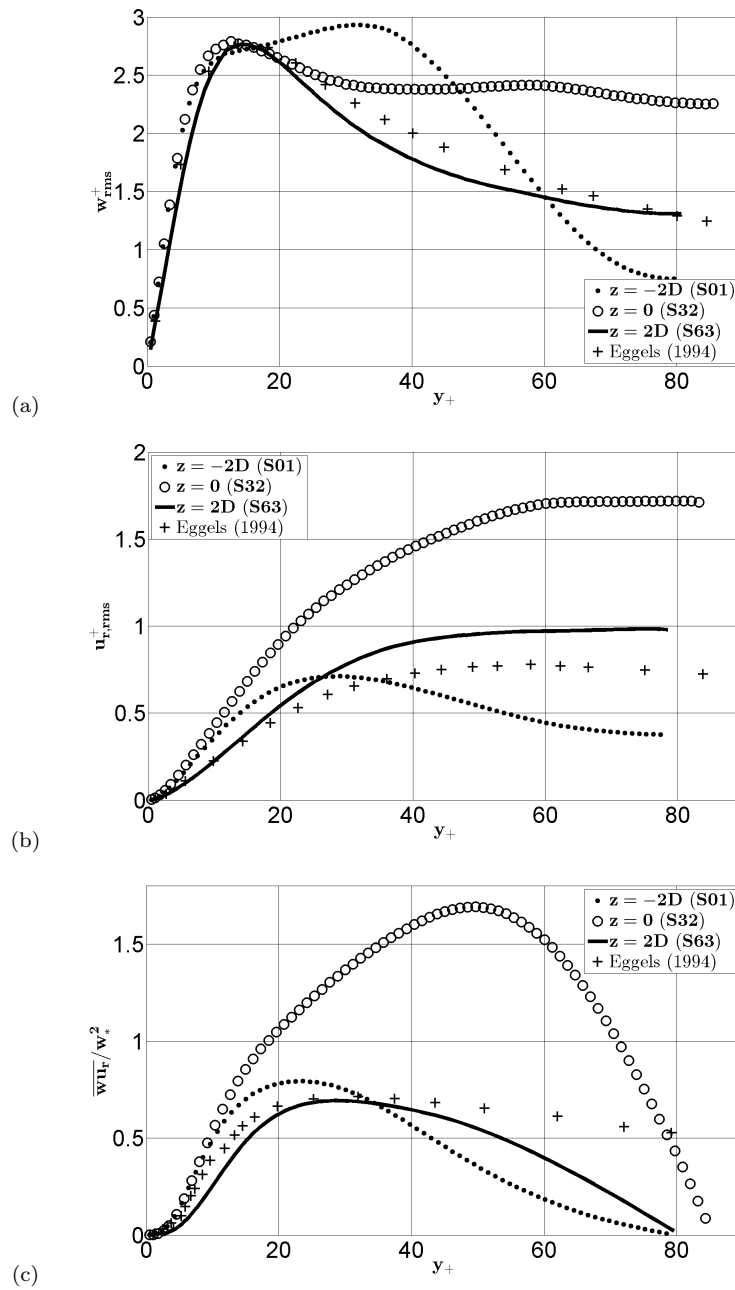 3
2.5
2
1.5
1
0.5
0
w⁺rms
0 20 40 60 80
y₊
z = −2D (S01)
z = 0 (S32)
z = 2D (S63)
Eggels (1994)
(a)
2
1.5
1
0.5
0
u⁺r,rms
z = −2D (S01)
z = 0 (S32)
z = 2D (S63)
Eggels (1994)
0 20 40 60 80
y₊
(b)
1.5
1
0.5
0
w̅u̅ᵣ/w²*
z = −2D (S01)
z = 0 (S32)
z = 2D (S63)
Eggels (1994)
0 20 40 60 80
y₊
(c)